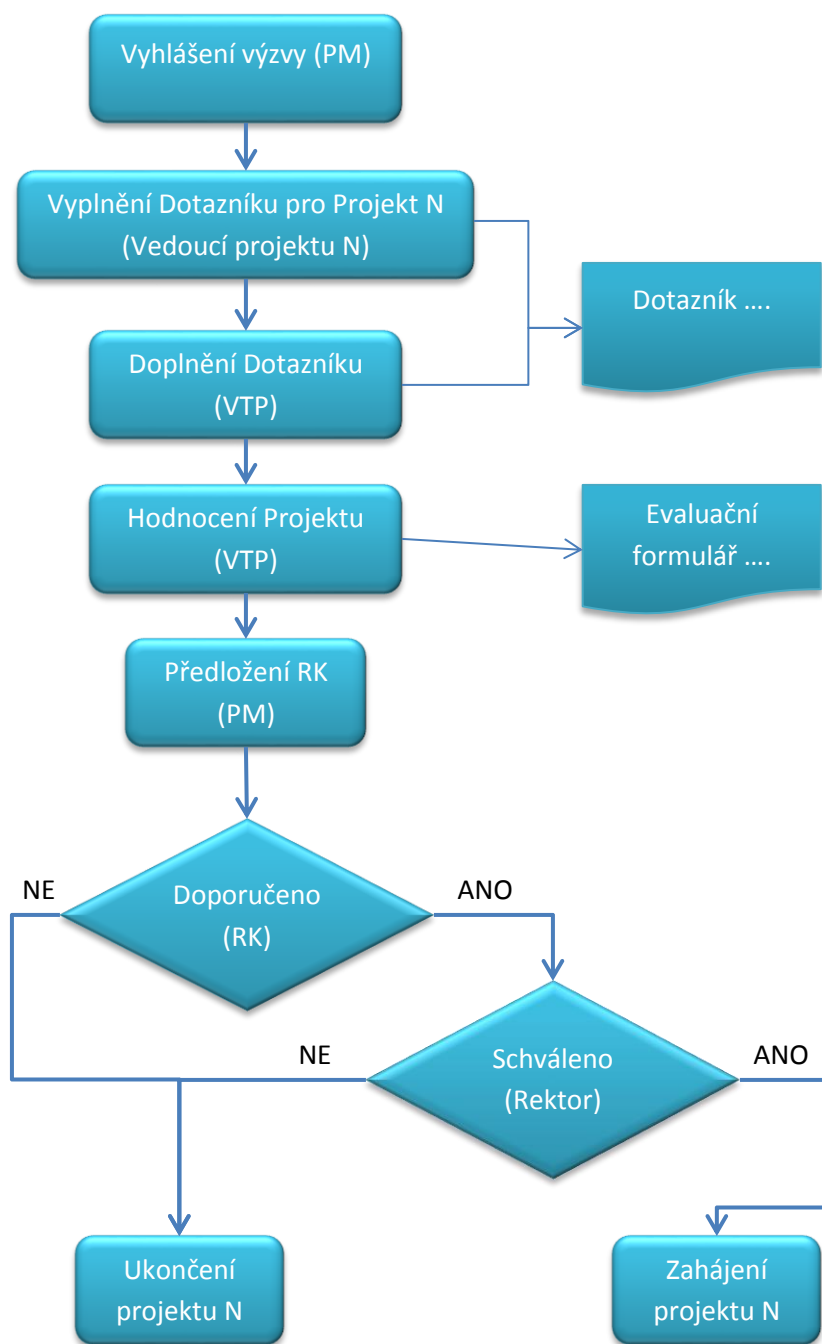 Vyhlášení výzvy (PM)
Vyplnění Dotazníku pro Projekt N
(Vedoucí projektu N)
Dotazník ....
Doplnění Dotazníku
(VTP)
Hodnocení Projektu
(VTP)
Evaluační
formulář ....
Předložení RK
(PM)
NE
ANO
Doporučeno
(RK)
NE
ANO
Schváleno
(Rektor)
Ukončení
projektu N
Zahájení
projektu N